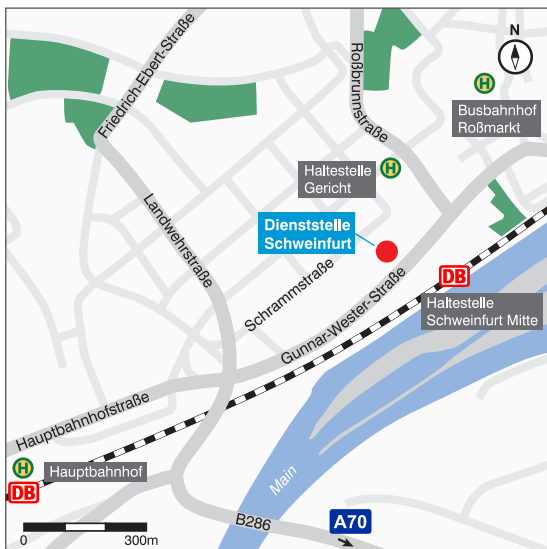 N
Friedrich-Ebert-Straße
Roßbrunnstraße
H
Busbahnhof
Roßmarkt
H
Haltestelle
Gericht
Landwehrstraße
Dienststelle
Schweinfurt
Schrammstraße
DB
Gunnar-Wester-Straße
Haltestelle
Schweinfurt Mitte
Hauptbahnhofstraße
H
Hauptbahnhof
DB
Main
B286
A70
0
300m